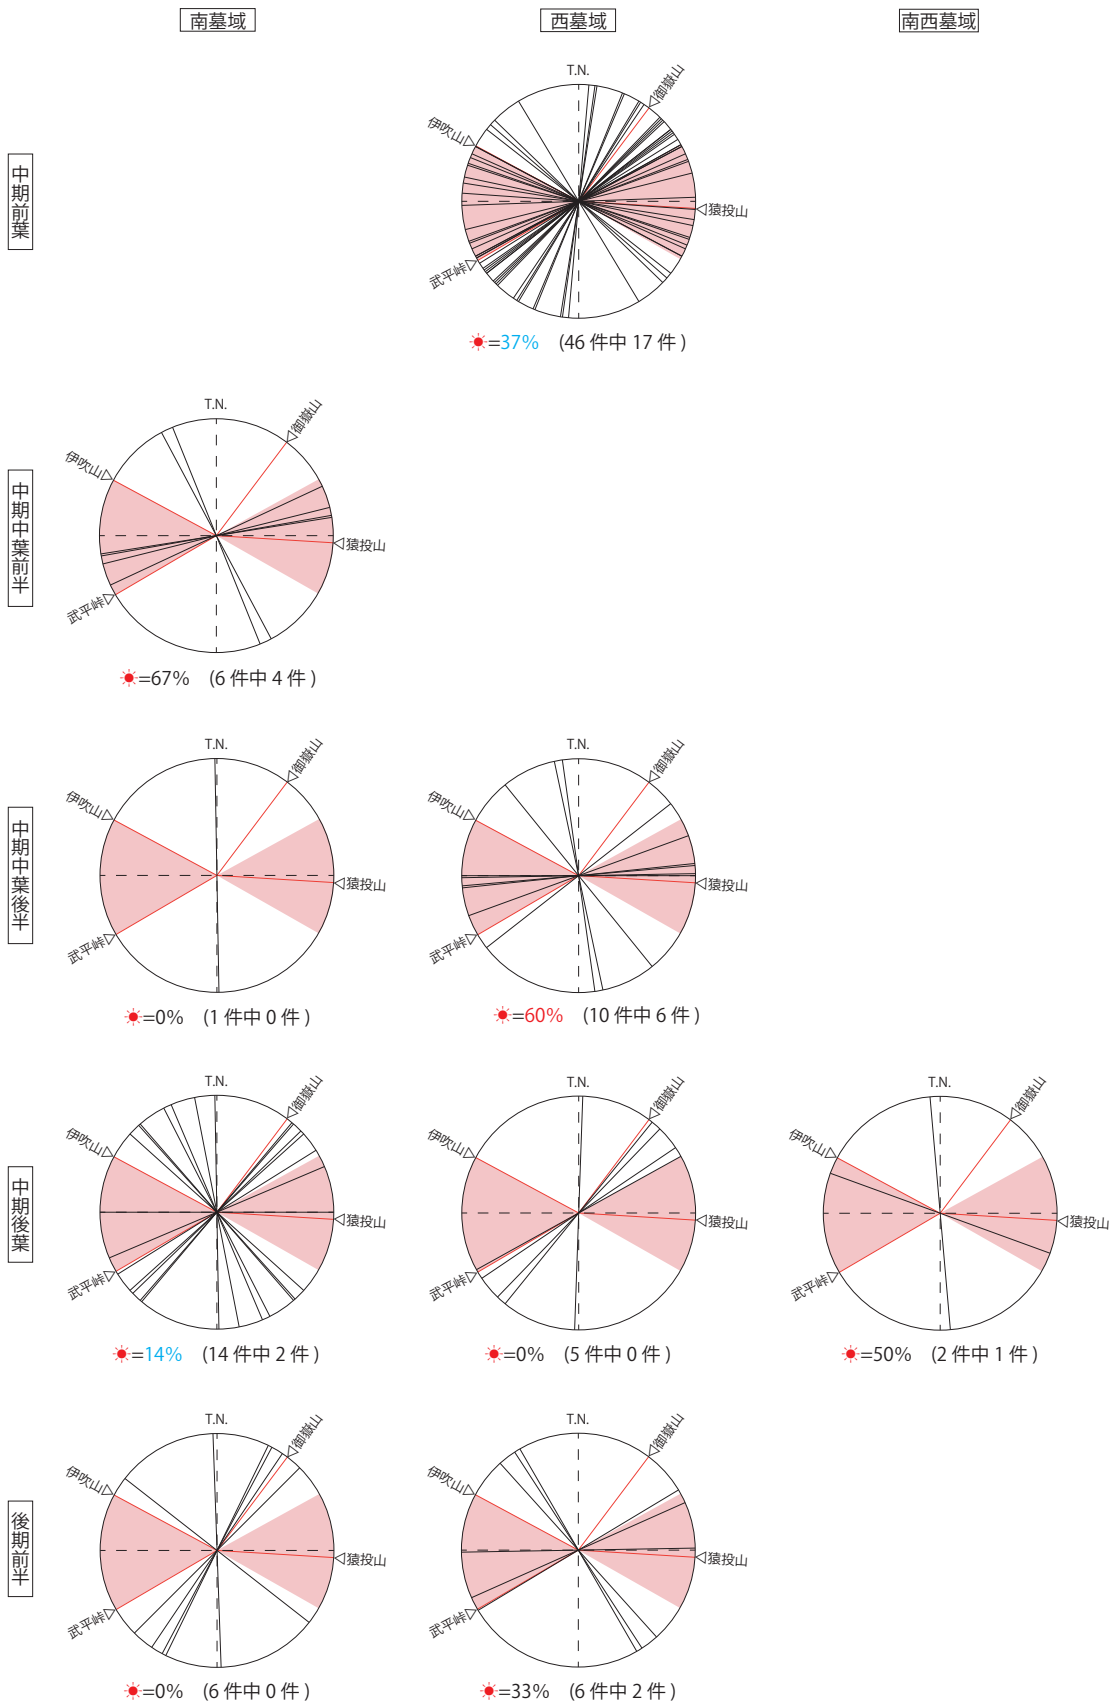 南墓域
西墓域
南西墓域
中期前葉
T.N.
御嶽山
伊吹山
猿投山
武平峠
=37% (46 件中 17 件 )
中期中葉前半
T.N.
御嶽山
伊吹山
猿投山
武平峠
=67% (6 件中 4 件 )
中期中葉後半
T.N.
御嶽山
伊吹山
猿投山
武平峠
=0% (1 件中 0 件 )
T.N.
御嶽山
伊吹山
猿投山
武平峠
=60% (10 件中 6 件 )
中期後葉
T.N.
御嶽山
伊吹山
猿投山
武平峠
=14% (14 件中 2 件 )
T.N.
御嶽山
伊吹山
猿投山
武平峠
=0% (5 件中 0 件 )
T.N.
御嶽山
伊吹山
猿投山
武平峠
=50% (2 件中 1 件 )
後期前半
T.N.
御嶽山
伊吹山
猿投山
武平峠
=0% (6 件中 0 件 )
T.N.
御嶽山
伊吹山
猿投山
武平峠
=33% (6 件中 2 件 )